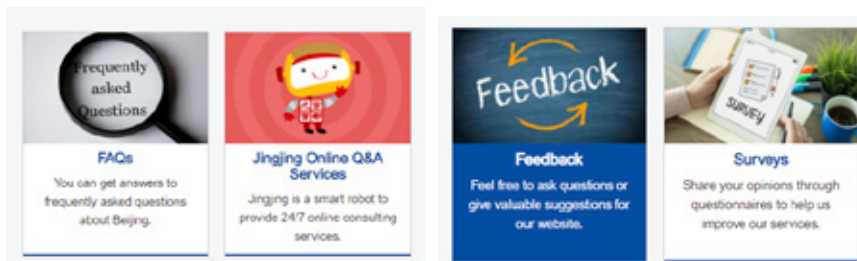 Frequently
asked
Questions
FAQs
You can get answers to
frequently asked questions
about Beijing.
Jingjing Online Q&A
Services
Jingjing is a smart robot to
provide 24/7 online consulting
services.
Feedback
Feedback
Feel free to ask questions or
give valuable suggestions for
our website.
SURVEY
Surveys
Share your opinions through
questionnaires to help us
improve our services.